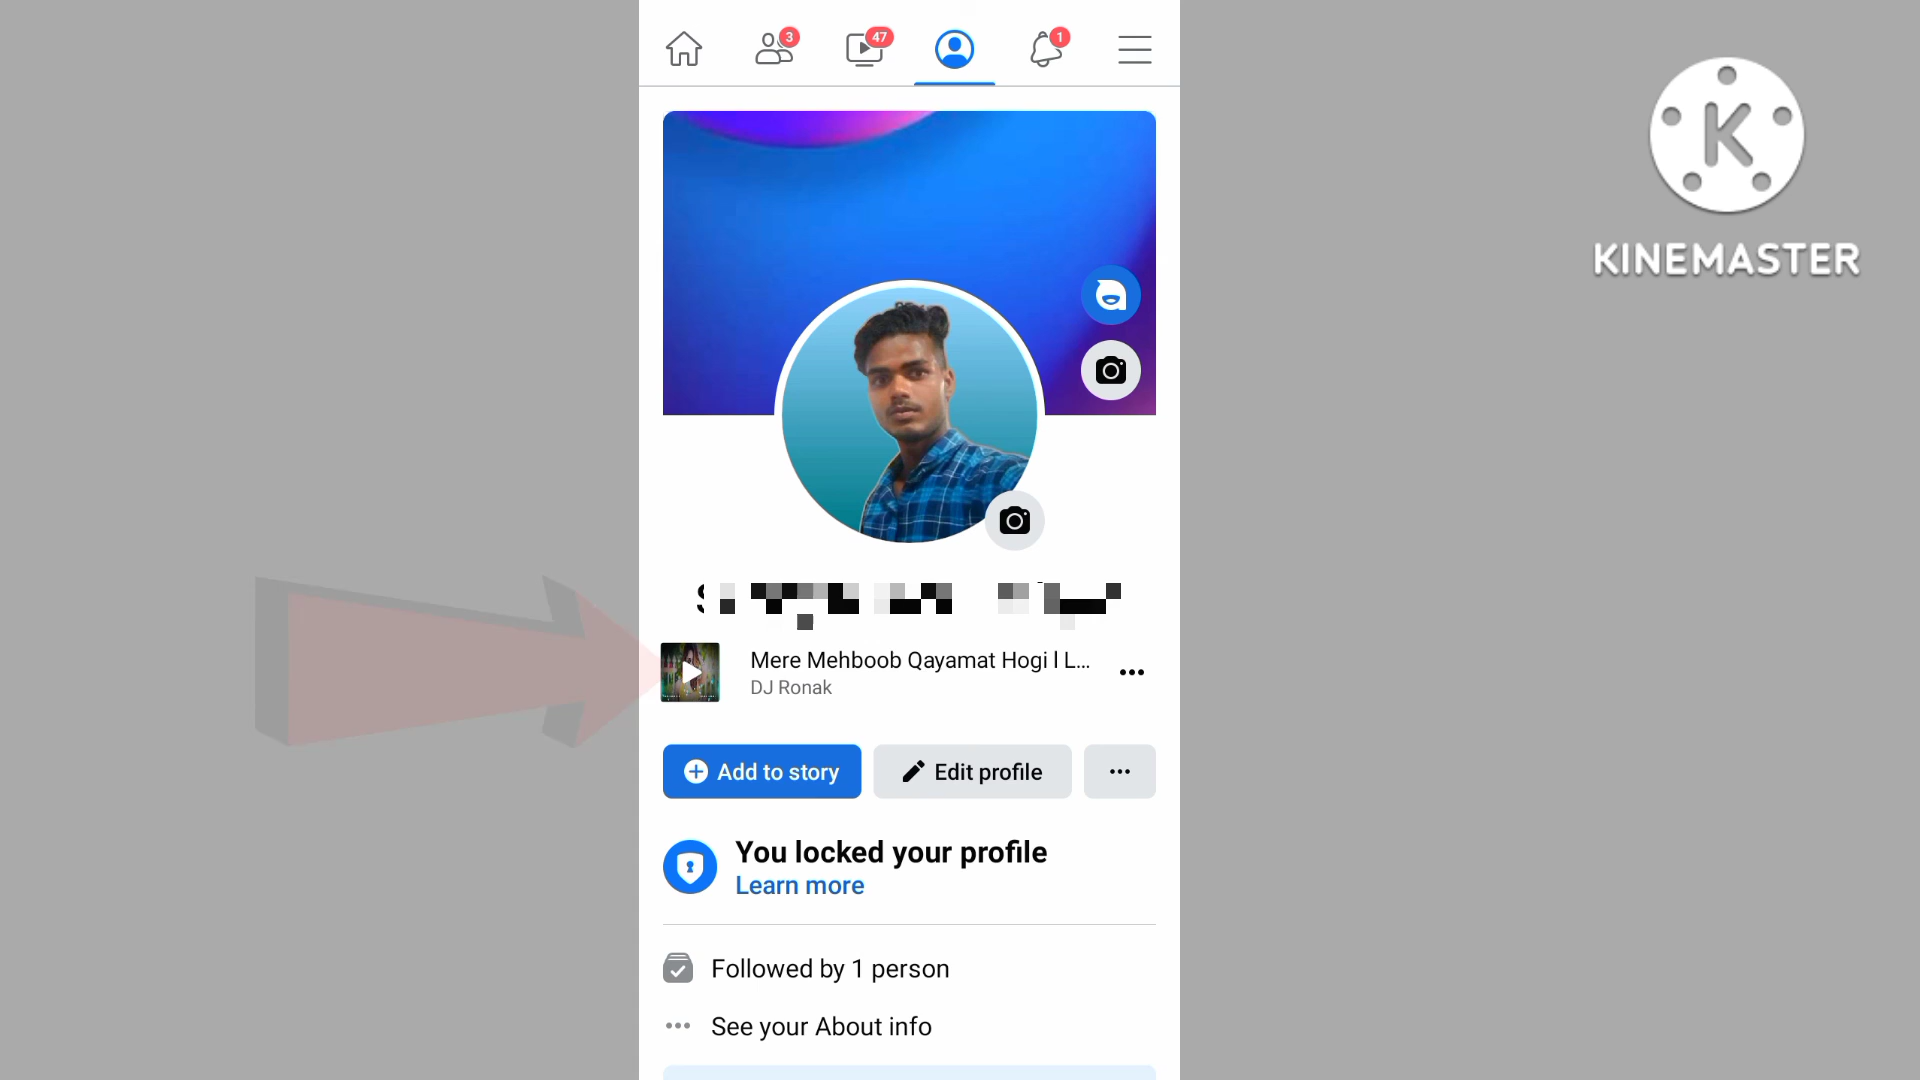 3
47
1
K
KINEMASTER
Mere Mehboob Qayamat Hogi l L...
DJ Ronak
Add to story
Edit profile
You locked your profile
Learn more
Followed by 1 person
See your About info